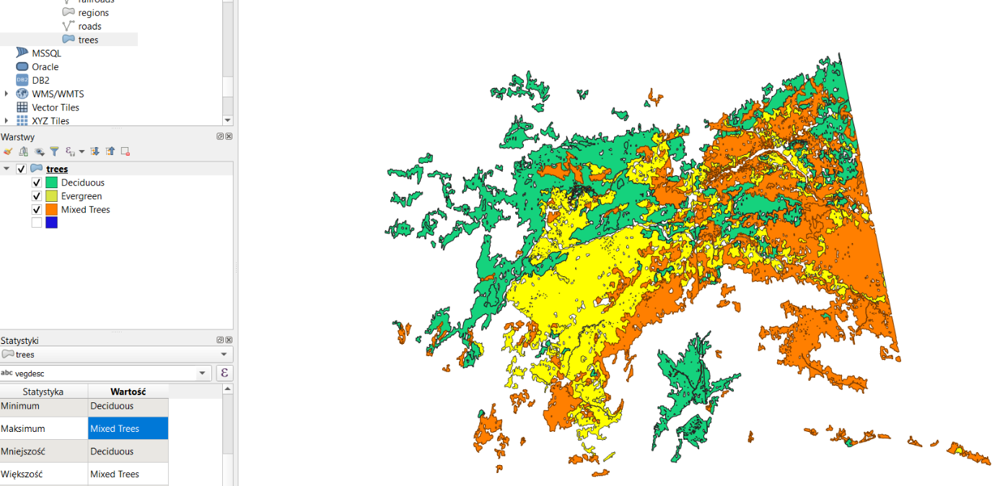 railroads
regions
roads
trees
MSSQL
Oracle
DB2 DB2
WMS/WMTS
Vector Tiles
XYZ Tiles
Warstwy
trees
Deciduous
Evergreen
Mixed Trees
Statystyki
trees
abc vegdesc ε
Statystyka Wartość
Minimum Deciduous
Maksimum Mixed Trees
Mniejszość Deciduous
Większość Mixed Trees